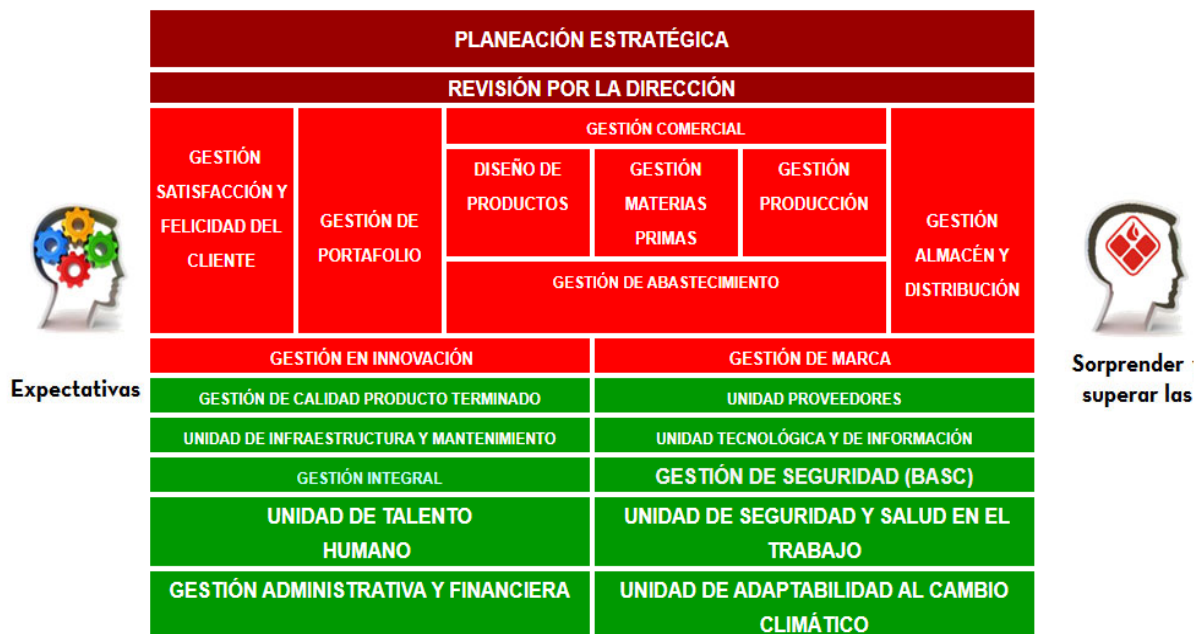 PLANEACIÓN ESTRATÉGICA
REVISIÓN POR LA DIRECCIÓN
GESTIÓN
SATISFACCIÓN Y
FELICIDAD DEL
CLIENTE
GESTIÓN DE
PORTAFOLIO
GESTIÓN COMERCIAL
DISEÑO DE
PRODUCTOS
GESTIÓN
MATERIAS
PRIMAS
GESTIÓN
PRODUCCIÓN
GESTIÓN DE ABASTECIMIENTO
GESTIÓN
ALMACÉN Y
DISTRIBUCIÓN
Expectativas
Sorprender
superar las
GESTIÓN EN INNOVACIÓN
GESTIÓN DE MARCA
GESTIÓN DE CALIDAD PRODUCTO TERMINADO
UNIDAD PROVEEDORES
UNIDAD DE INFRAESTRUCTURA Y MANTENIMIENTO
UNIDAD TECNOLÓGICA Y DE INFORMACIÓN
GESTIÓN INTEGRAL
GESTIÓN DE SEGURIDAD (BASC)
UNIDAD DE TALENTO
HUMANO
UNIDAD DE SEGURIDAD Y SALUD EN EL
TRABAJO
GESTIÓN ADMINISTRATIVA Y FINANCIERA
UNIDAD DE ADAPTABILIDAD AL CAMBIO
CLIMÁTICO